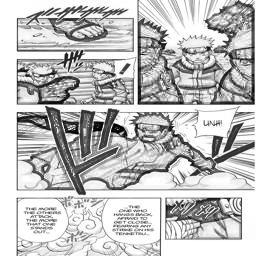 UNH!
THE ONE WHO
HANGS BACK,
AFRAID TO
GET CLOSE...
FEARING ANY
STRIKE ON HIS
TENKETSU...
THE MORE
THE OTHERS
ATTACK,
THE MORE
THAT ONE
STANDS
OUT...